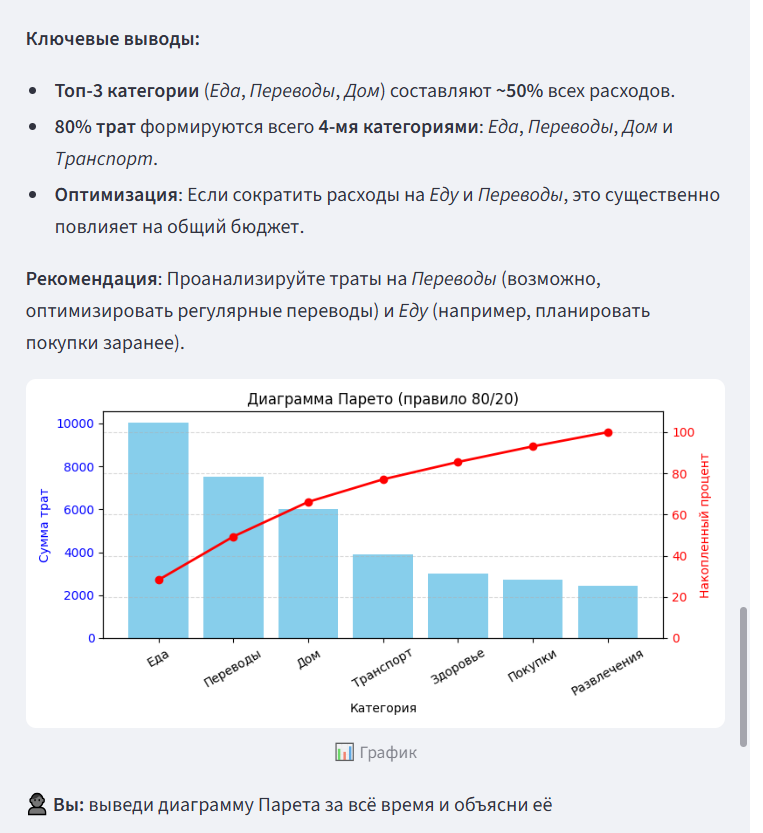 Ключевые выводы:
• Топ-3 категории (Еда, Переводы, Дом) составляют ~50% всех расходов.
• 80% трат формируются всего 4-мя категориями: Еда, Переводы, Дом и
Транспорт.
• Оптимизация: Если сократить расходы на Еду и Переводы, это существенно
повлияет на общий бюджет.
Рекомендация: Проанализируйте траты на Переводы (возможно,
оптимизировать регулярные переводы) и Еду (например, планировать
покупки заранее).
Диаграмма Парето (правило 80/20)
Сумма трат
10000
8000
6000
4000
2000
0
100
80
60
40
20
0
Накопленный процент
Еда
Переводы
Дом
Транспорт
Здоровье
Покупки
Развлечения
Категория
График
Вы: выведи диаграмму Парета за всё время и объясни её